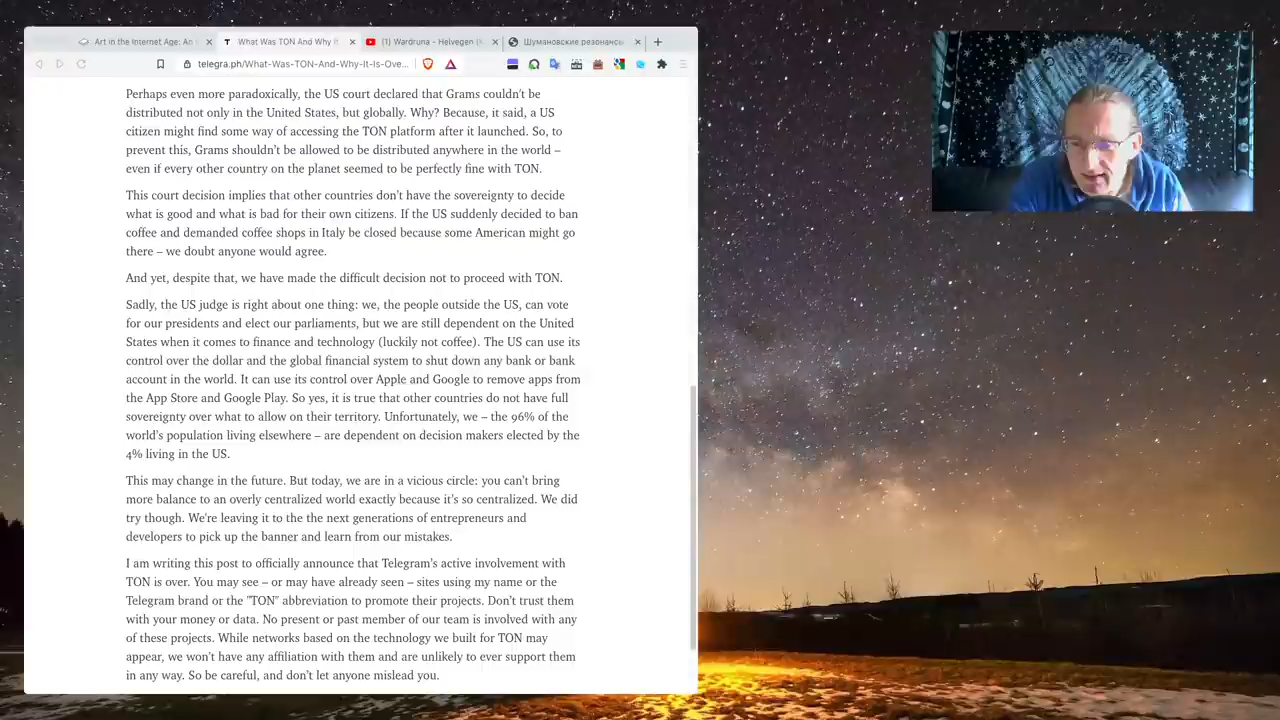 Art in the Internet Age: An
What Was TON And Why It
(1) Wardruna - Helvegen (
Шумановские резонансы
telegra.ph/What-Was-TON-And-Why-It-Is-Ove...
Perhaps even more paradoxically, the US court declared that Grams couldn't be
distributed not only in the United States, but globally. Why? Because, it said, a US
citizen might find some way of accessing the TON platform after it launched. So, to
prevent this, Grams shouldn't be allowed to be distributed anywhere in the world –
even if every other country on the planet seemed to be perfectly fine with TON.
This court decision implies that other countries don't have the sovereignty to decide
what is good and what is bad for their own citizens. If the US suddenly decided to ban
coffee and demanded coffee shops in Italy be closed because some American might go
there – we doubt anyone would agree.
And yet, despite that, we have made the difficult decision not to proceed with TON.
Sadly, the US judge is right about one thing: we, the people outside the US, can vote
for our presidents and elect our parliaments, but we are still dependent on the United
States when it comes to finance and technology (luckily not coffee). The US can use its
control over the dollar and the global financial system to shut down any bank or bank
account in the world. It can use its control over Apple and Google to remove apps from
the App Store and Google Play. So yes, it is true that other countries do not have full
sovereignty over what to allow on their territory. Unfortunately, we – the 96% of the
world's population living elsewhere – are dependent on decision makers elected by the
4% living in the US.
This may change in the future. But today, we are in a vicious circle: you can't bring
more balance to an overly centralized world exactly because it's so centralized. We did
try though. We're leaving it to the the next generations of entrepreneurs and
developers to pick up the banner and learn from our mistakes.
I am writing this post to officially announce that Telegram's active involvement with
TON is over. You may see – or may have already seen – sites using my name or the
Telegram brand or the "TON" abbreviation to promote their projects. Don't trust them
with your money or data. No present or past member of our team is involved with any
of these projects. While networks based on the technology we built for TON may
appear, we won't have any affiliation with them and are unlikely to ever support them
in any way. So be careful, and don't let anyone mislead you.